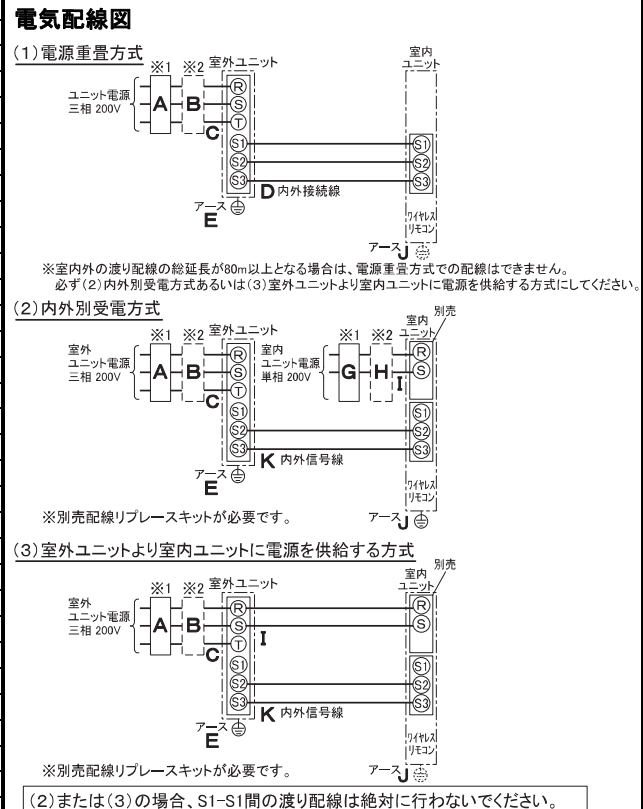 電気配線図
(1)電源重畳方式
※1 ※2 室外ユニット
室内
ユニット
ユニット電源
三相 200V
A B C
R
S
T
S1
S2
S3
S1
S2
S3
D 内外接続線
アース
E
ワイヤレス
リモコン
アース J
※室内外の渡り配線の総延長が80m以上となる場合は、電源重畳方式での配線はできません。
必ず(2)内外別受電方式あるいは(3)室外ユニットより室内ユニットに電源を供給する方式にしてください。
(2)内外別受電方式
※1 ※2 室外ユニット
※1 ※2
室内
ユニット
別売
室外
ユニット電源
三相 200V
A B C
R
S
T
S1
S2
S3
室内
ユニット電源
単相 200V
G H I
R
S
S1
S2
S3
K 内外信号線
アース
E
ワイヤレス
リモコン
※別売配線リプレースキットが必要です。
アース J
(3)室外ユニットより室内ユニットに電源を供給する方式
※1 ※2 室外ユニット
室内
ユニット
別売
室外
ユニット電源
三相 200V
A B C
R
S
T
S1
S2
S3
I
R
S
S1
S2
S3
K 内外信号線
アース
E
ワイヤレス
リモコン
※別売配線リプレースキットが必要です。
アース J
(2)または(3)の場合、S1-S1間の渡り配線は絶対に行わないでください。